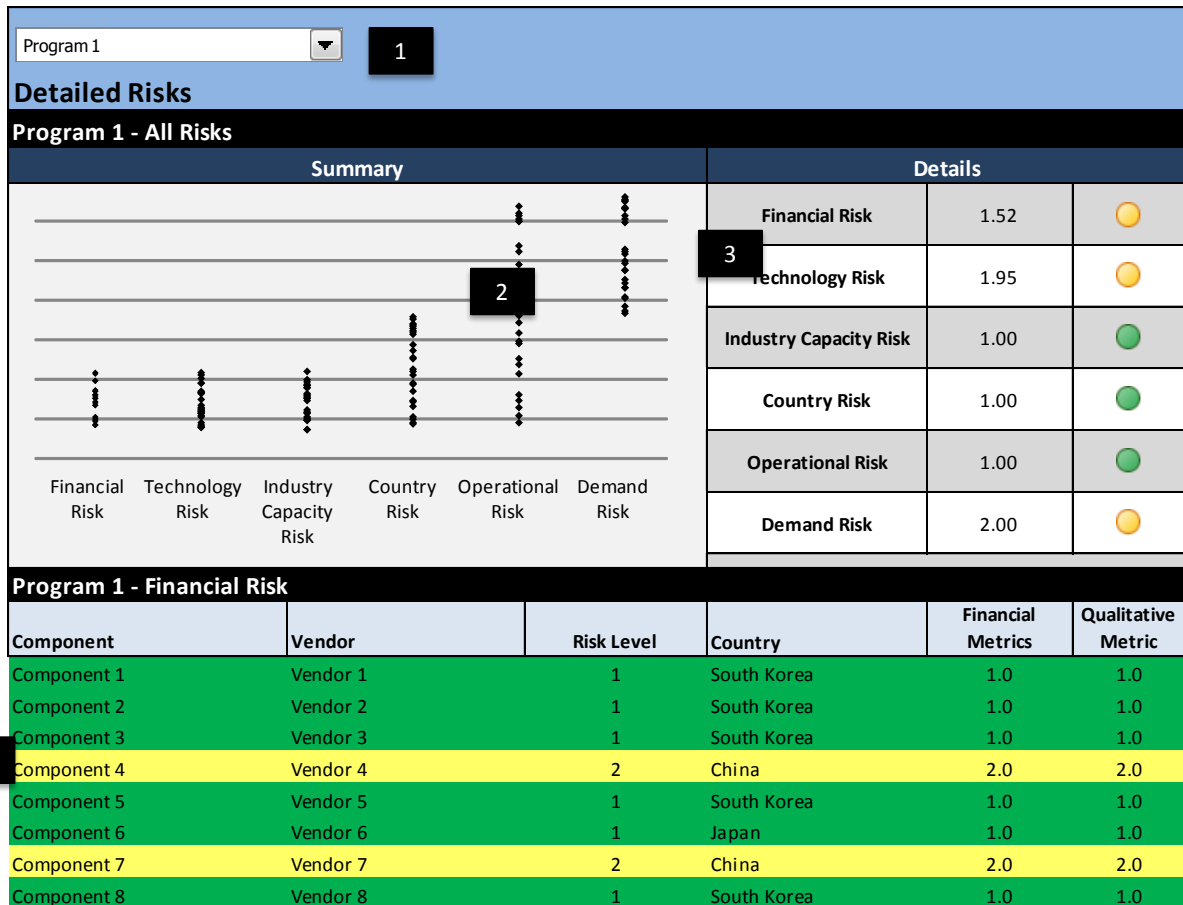 Program 1
1
Detailed Risks
Program 1 - All Risks
Summary
Details
2
3
Financial Risk 1.52
Technology Risk 1.95
Industry Capacity Risk 1.00
Country Risk 1.00
Operational Risk 1.00
Demand Risk 2.00
Financial Technology Industry Country Operational Demand
Risk Risk Capacity Risk Risk Risk
Risk
Program 1 - Financial Risk
Financial Qualitative
Component Vendor Risk Level Country Metrics Metric
Component 1 Vendor 1 1 South Korea 1.0 1.0
Component 2 Vendor 2 1 South Korea 1.0 1.0
Component 3 Vendor 3 1 South Korea 1.0 1.0
Component 4 Vendor 4 2 China 2.0 2.0
Component 5 Vendor 5 1 South Korea 1.0 1.0
Component 6 Vendor 6 1 Japan 1.0 1.0
Component 7 Vendor 7 2 China 2.0 2.0
Component 8 Vendor 8 1 South Korea 1.0 1.0